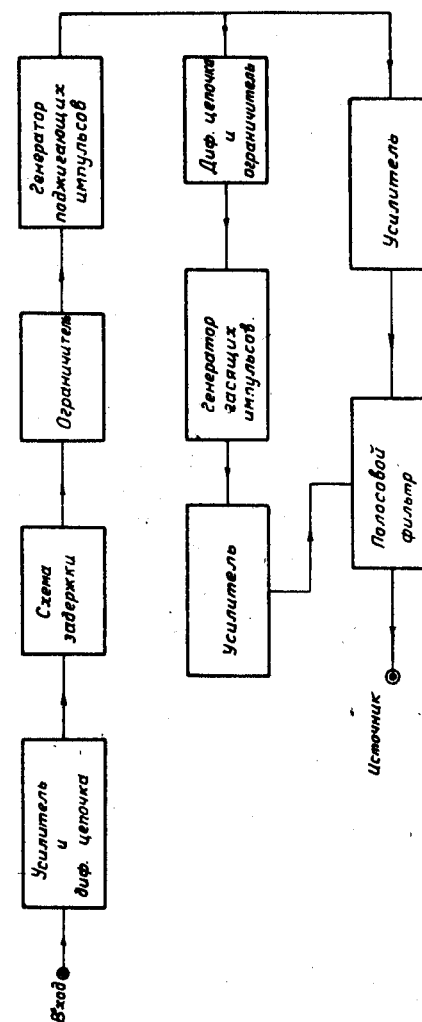 Вход
Усилитель
и
диф. цепочка
Схема
задержки
Ограничитель
Генератор
поджигающих
импульсов
Диф. цепочка
и
ограничитель
Генератор
гасящих
импульсов.
Усилитель
Усилитель
Полосовой
фильтр
Источник